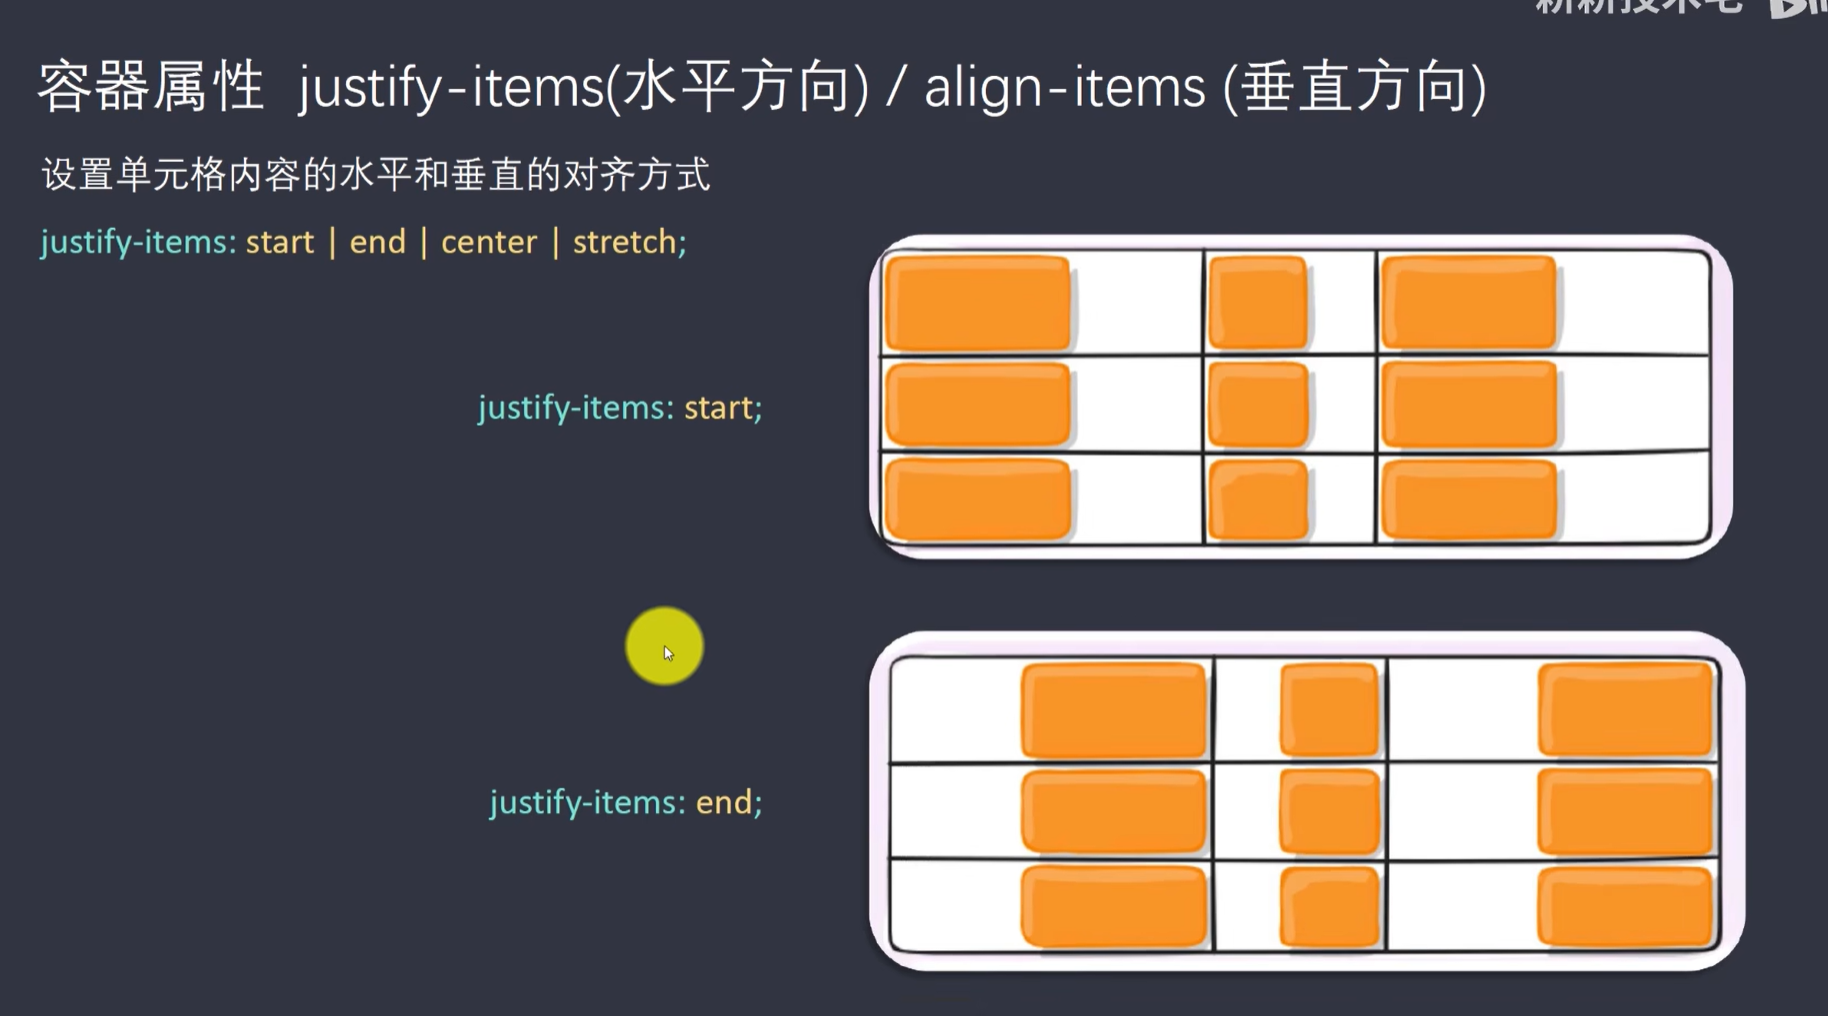 容器属性 justify-items(水平方向) / align-items (垂直方向)
设置单元格内容的水平和垂直的对齐方式
justify-items: start | end | center | stretch;
justify-items: start;
justify-items: end;